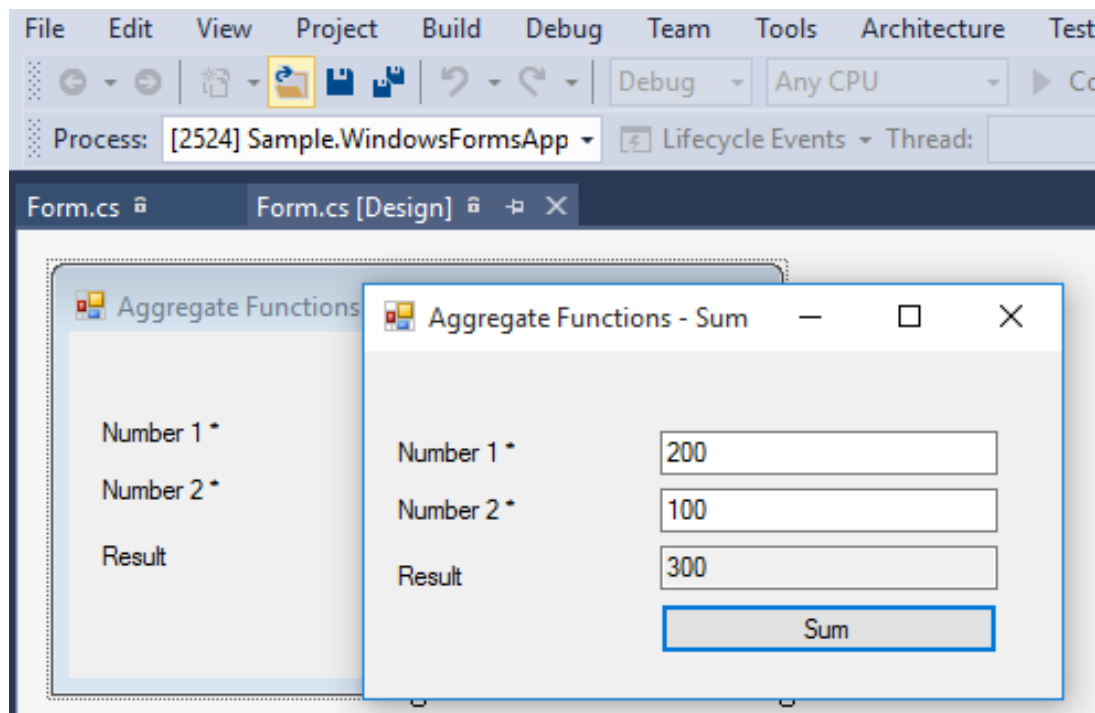 File Edit View Project Build Debug Team Tools Architecture Test
Debug Any CPU
Process: [2524] Sample.WindowsFormsApp Lifecycle Events Thread:
Form.cs Form.cs [Design]
Aggregate Functions
Number 1 *
Number 2 *
Result
Aggregate Functions - Sum
Number 1 * 200
Number 2 * 100
Result 300
Sum